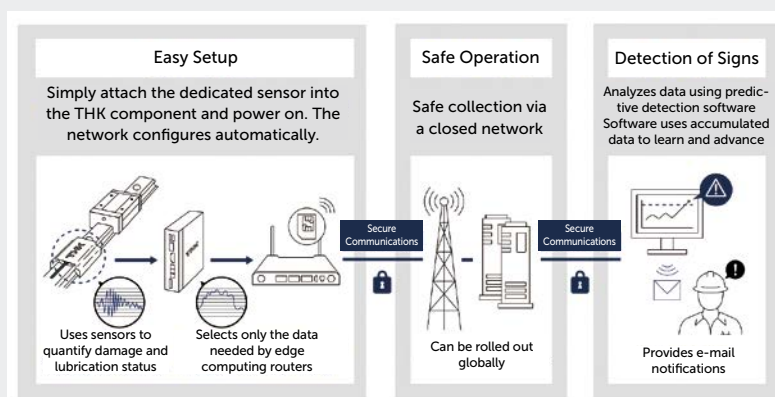 Easy Setup
Simply attach the dedicated sensor into
the THK component and power on. The
network configures automatically.
THK
Uses sensors to
quantify damage and
lubrication status
Selects only the data
needed by edge
computing routers
Secure
Communications
Safe Operation
Safe collection via
a closed network
Can be rolled out
globally
Secure
Communications
Detection of Signs
Analyzes data using predic-
tive detection software
Software uses accumulated
data to learn and advance
Provides e-mail
notifications